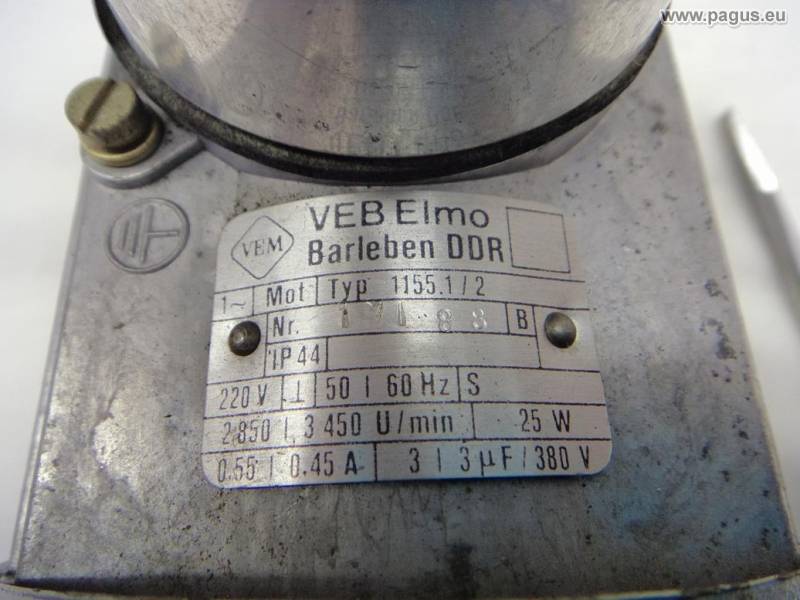 www.pagus.eu
VEM
VEB Elmo
Barleben DDR
1~ Mot Typ 1155.1/2
Nr. 88 B
IP 44
220 V ⊥ 50 | 60 Hz S
2 850 | 3 450 U/min 25 W
0.55 | 0.45 A 3 | 3 µF / 380 V